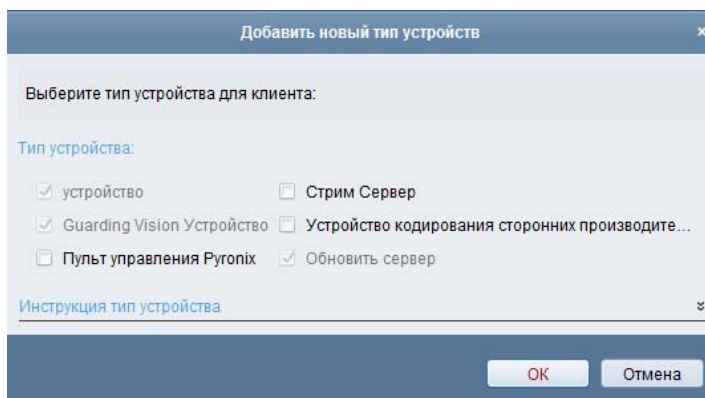 Добавить новый тип устройств
Выберите тип устройства для клиента:
Тип устройства:
устройство Стрим Сервер
Guarding Vision Устройство Устройство кодирования сторонних производите...
Пульт управления Pyronix Обновить сервер
Инструкция тип устройства
ОК Отмена